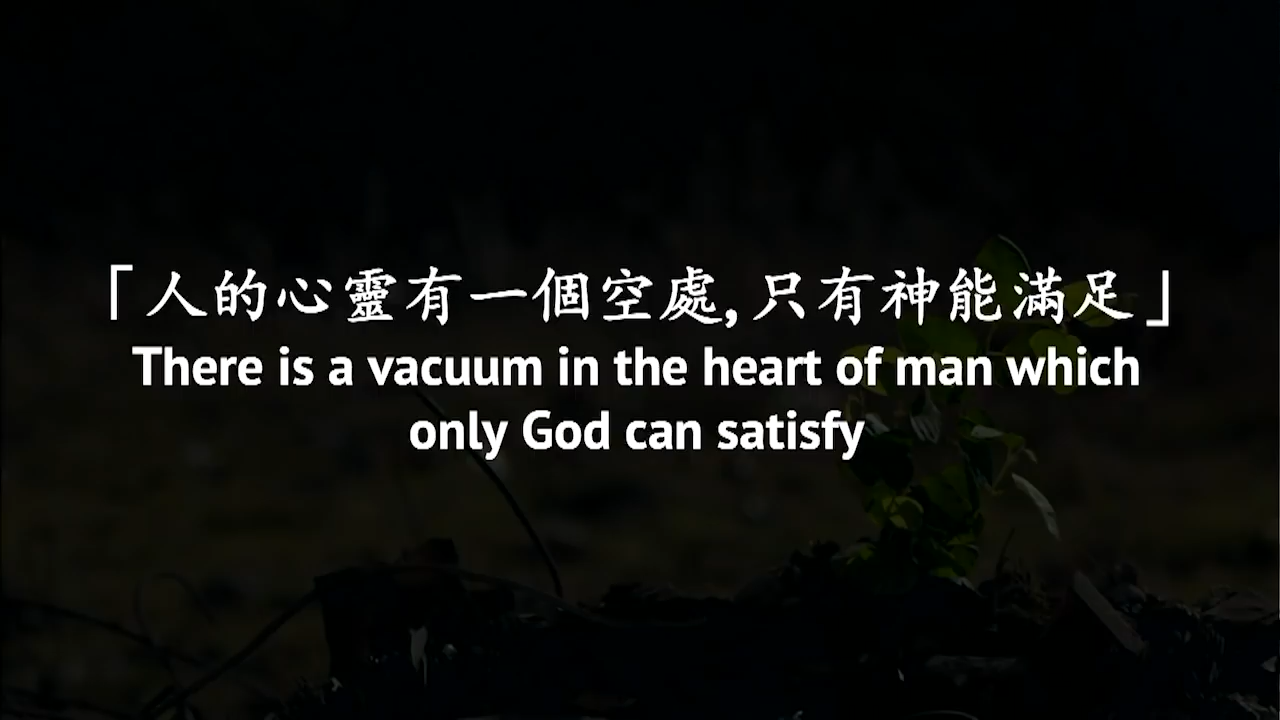 「人的心靈有一個空處,只有神能滿足」
There is a vacuum in the heart of man which
only God can satisfy